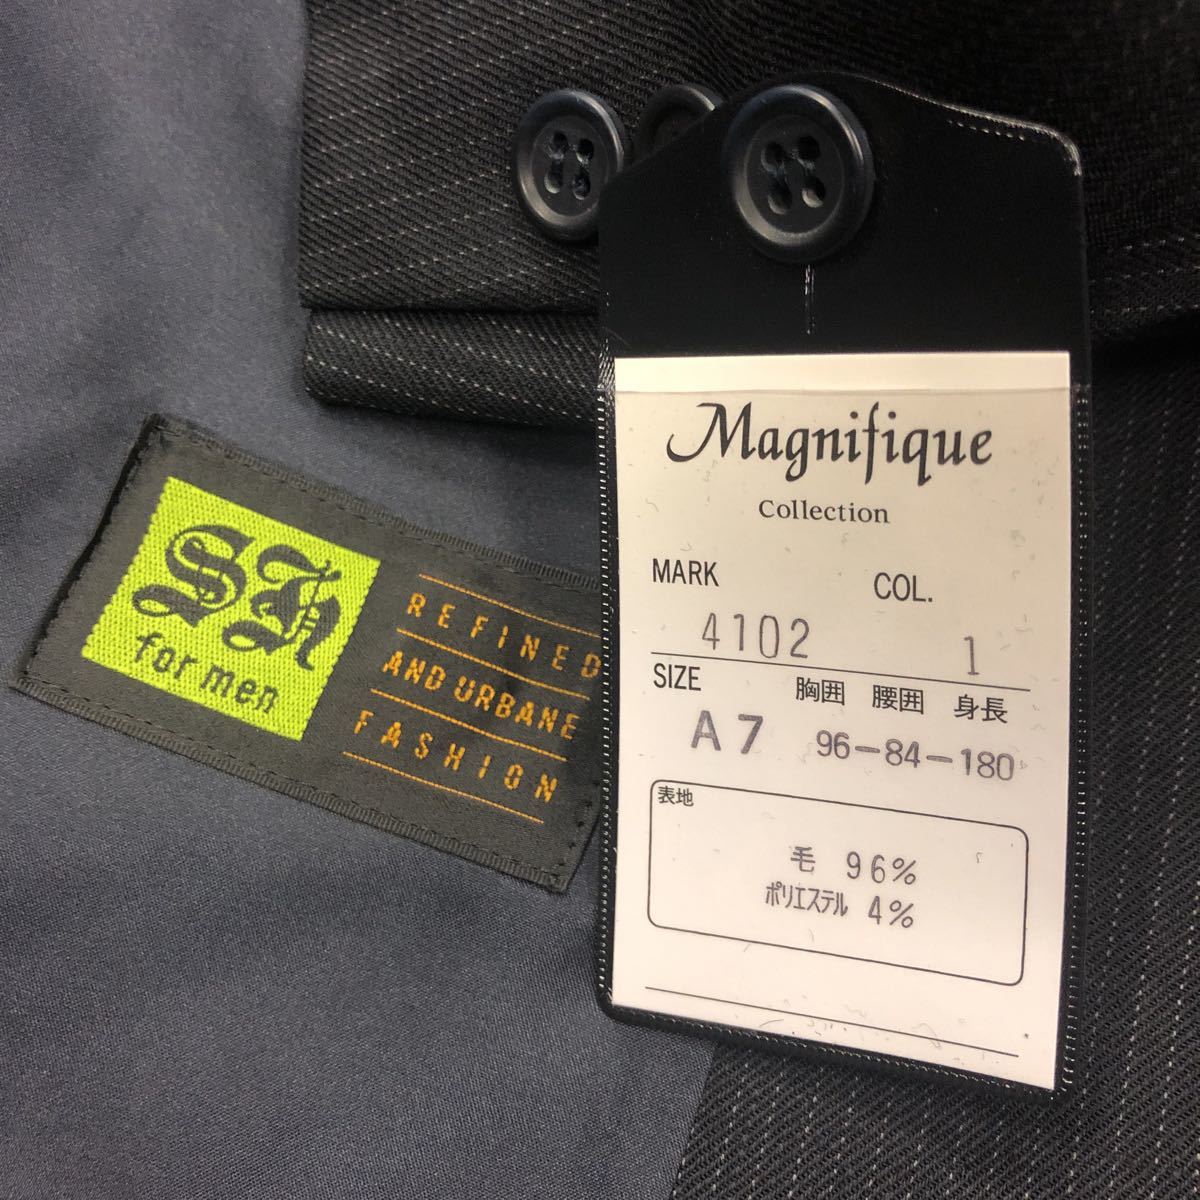 for men
REFINED
AND URBANE
FASHION
Magnifique
Collection
MARK COL.
4102 1
SIZE 胸囲 腰囲 身長
A7 96-84-180
表地
毛 96%
ポリエステル 4%